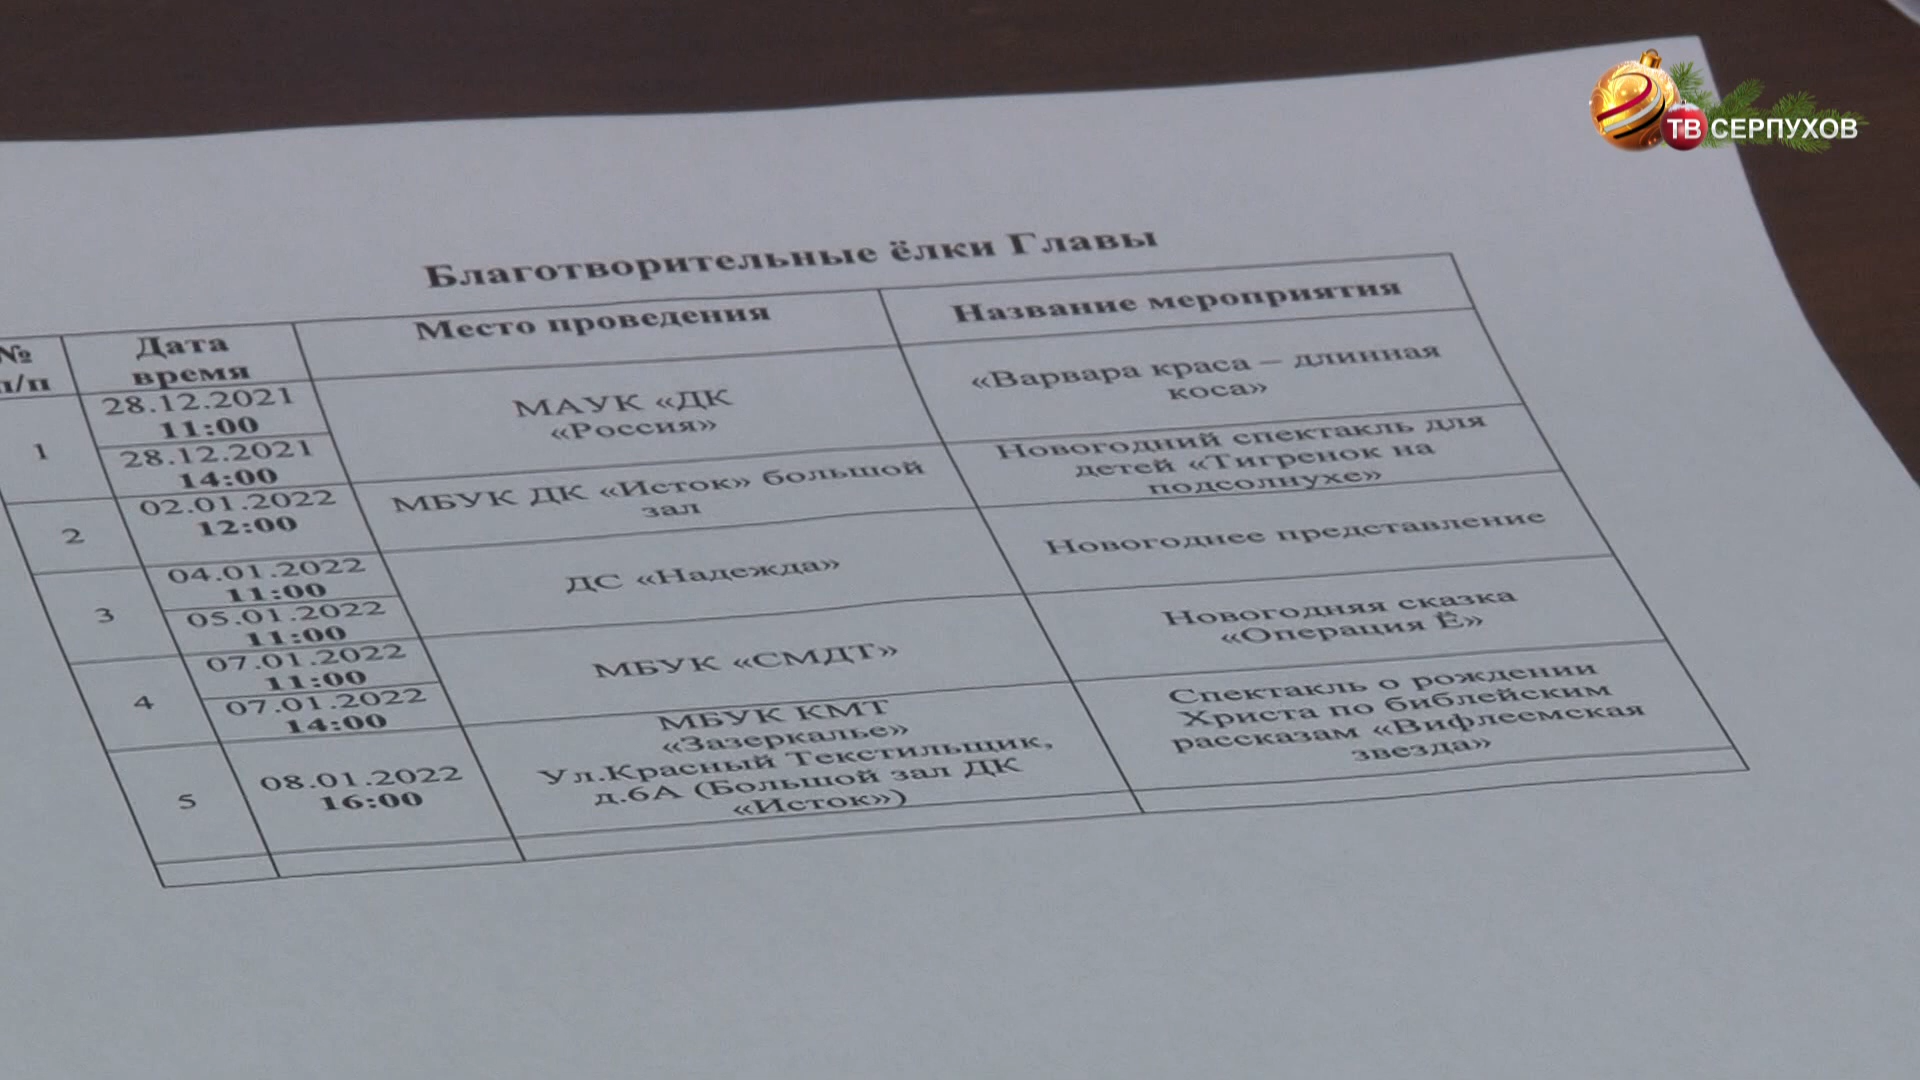 ТВ СЕРПУХОВ
Благотворительные ёлки Главы
№
п/п
Дата
время
Место проведения
Название мероприятия
1
28.12.2021
11:00
28.12.2021
14:00
МАУК «ДК
«Россия»
«Варвара краса – длинная
коса»
2
02.01.2022
12:00
МБУК ДК «Исток» большой
зал
Новогодний спектакль для
детей «Тигренок на
подсолнухе»
3
04.01.2022
11:00
05.01.2022
11:00
ДС «Надежда»
Новогоднее представление
4
07.01.2022
11:00
07.01.2022
14:00
МБУК «СМДТ»
Новогодняя сказка
«Операция Ё»
5
08.01.2022
16:00
МБУК КМТ
«Зазеркалье»
Ул.Красный Текстильщик,
д.6А (Большой зал ДК
«Исток»)
Спектакль о рождении
Христа по библейским
рассказам «Вифлеемская
звезда»